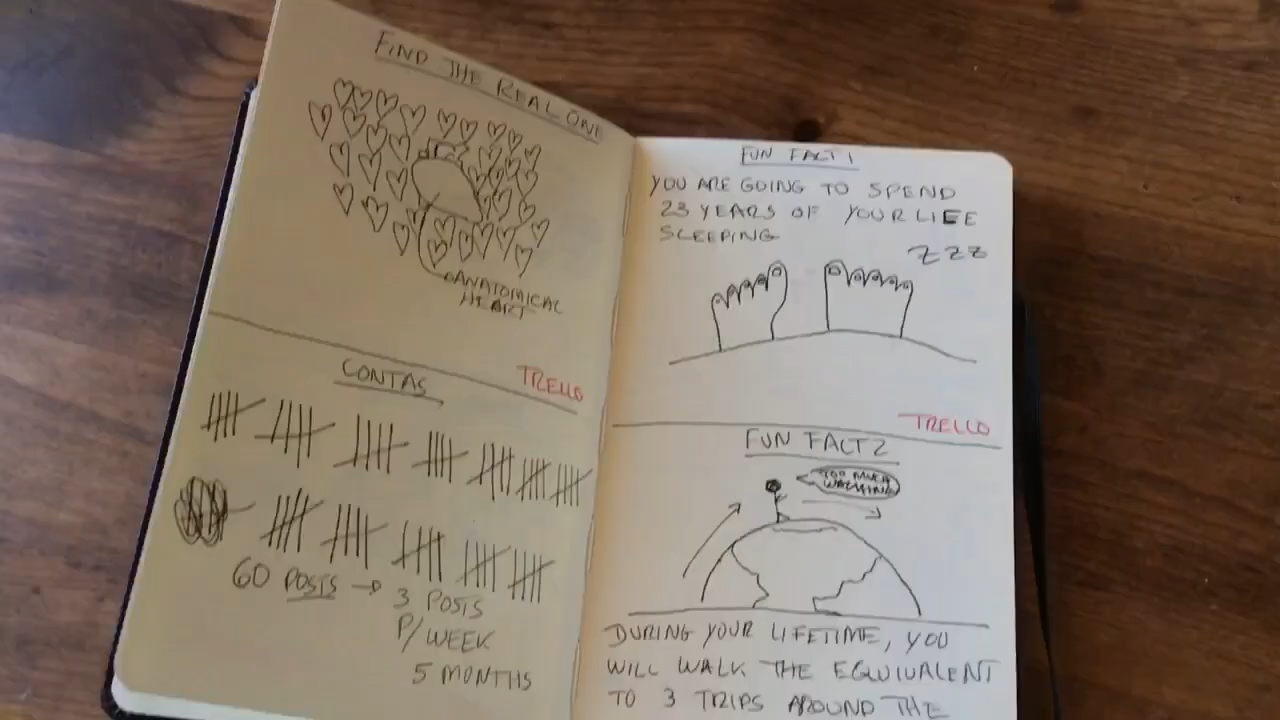 FIND THE REAL ONE
ANATOMICAL
HEART
TRELLO
CONTAS
60 POSTS → 3 POSTS
P/WEEK
5 MONTHS
FUN FACT 1
YOU ARE GOING TO SPEND
23 YEARS OF YOUR LIFE
SLEEPING
ZZZ
TRELLO
FUN FACT 2
TOO MUCH
WALKING
DURING YOUR LIFETIME, YOU
WILL WALK THE EQUIVALENT
TO 3 TRIPS AROUND THE